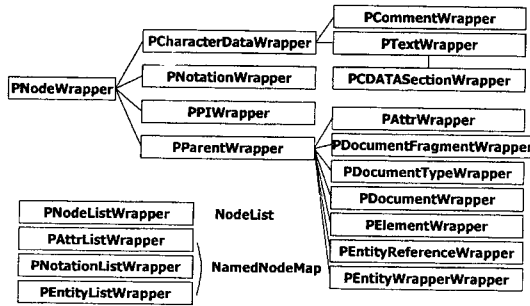 PNodeWrapper
PCharacterDataWrapper
PNotationWrapper
PPIWrapper
PParentWrapper
PCommentWrapper
PTextWrapper
PCDATASectionWrapper
PAttrWrapper
PDocumentFragmentWrapper
PDocumentTypeWrapper
PDocumentWrapper
PElementWrapper
PEntityReferenceWrapper
PEntityWrapperWrapper
PNodeListWrapper NodeList
PAttrListWrapper
PNotationListWrapper NamedNodeMap
PEntityListWrapper